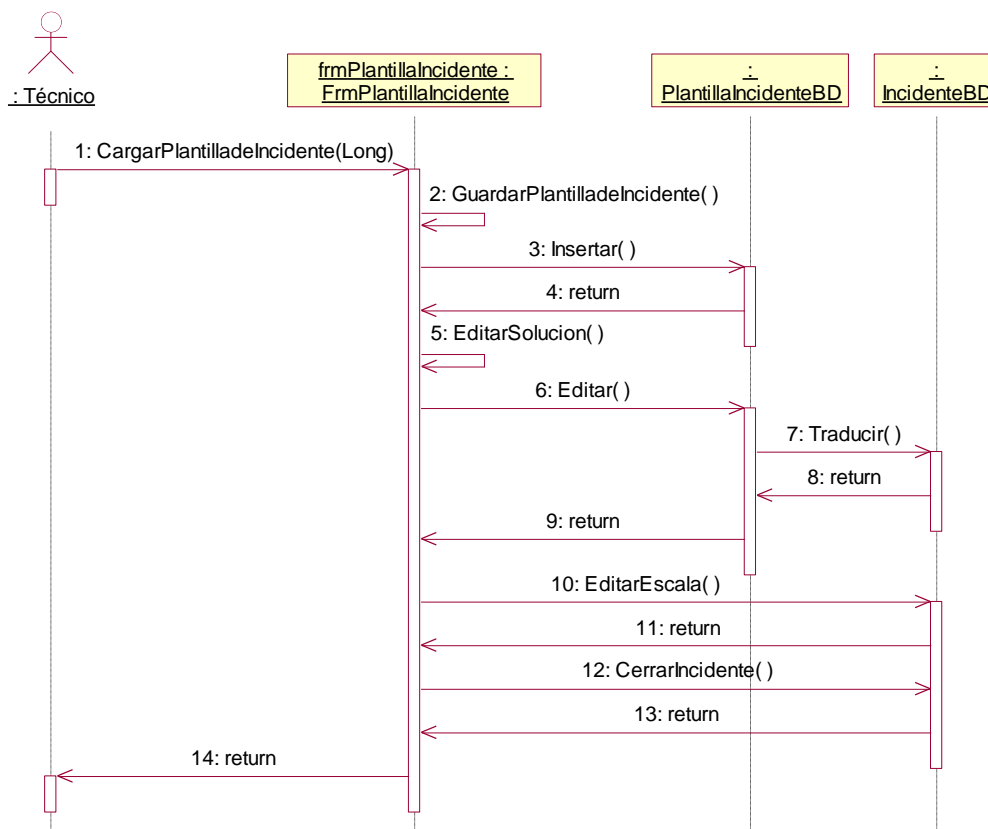 : Técnico
frmPlantillaIncidente :
FrmPlantillaIncidente
:
PlantillaIncidenteBD
:
IncidenteBD
1: CargarPlantilladeIncidente(Long)
2: GuardarPlantilladeIncidente( )
3: Insertar( )
4: return
5: EditarSolucion( )
6: Editar( )
7: Traducir( )
8: return
9: return
10: EditarEscala( )
11: return
12: CerrarIncidente( )
13: return
14: return